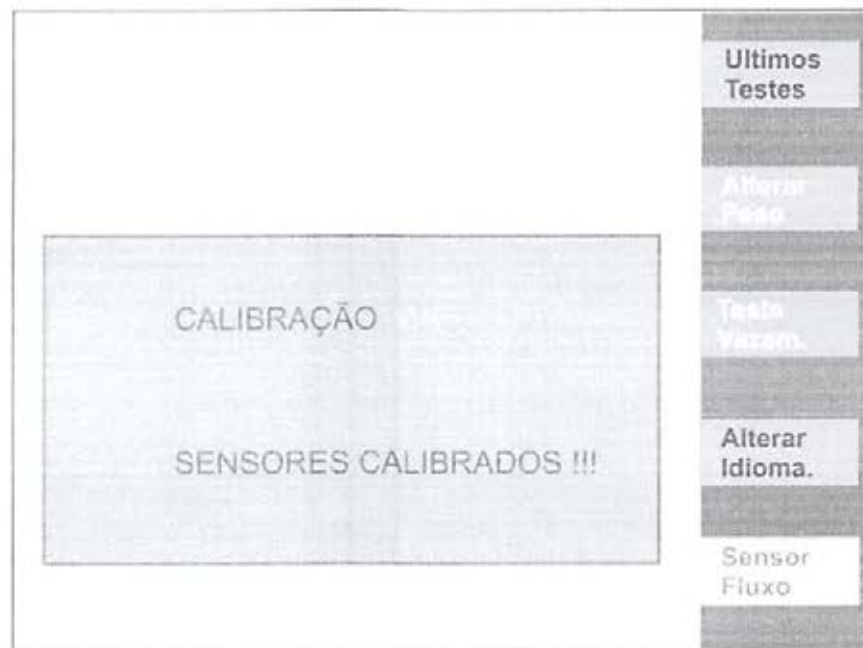 Ultimos
Testes
Alterar
Peso
Teste
Vazam.
CALIBRAÇÃO
SENSORES CALIBRADOS !!!
Alterar
Idioma.
Sensor
Fluxo